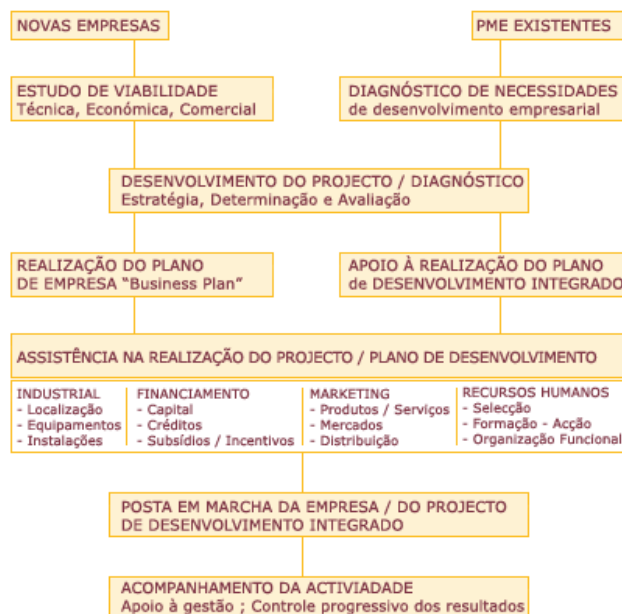 NOVAS EMPRESAS
PME EXISTENTES
ESTUDO DE VIABILIDADE
Técnica, Económica, Comercial
DIAGNÓSTICO DE NECESSIDADES
de desenvolvimento empresarial
DESENVOLVIMENTO DO PROJECTO / DIAGNÓSTICO
Estratégia, Determinação e Avaliação
REALIZAÇÃO DO PLANO
DE EMPRESA “Business Plan”
APOIO À REALIZAÇÃO DO PLANO
de DESENVOLVIMENTO INTEGRADO
ASSISTÊNCIA NA REALIZAÇÃO DO PROJECTO / PLANO DE DESENVOLVIMENTO
INDUSTRIAL
- Localização
- Equipamentos
- Instalações
FINANCIAMENTO
- Capital
- Créditos
- Subsídios / Incentivos
MARKETING
- Produtos / Serviços
- Mercados
- Distribuição
RECURSOS HUMANOS
- Selecção
- Formação - Acção
- Organização Funcional
POSTA EM MARCHA DA EMPRESA / DO PROJECTO
DE DESENVOLVIMENTO INTEGRADO
ACOMPANHAMENTO DA ACTIVIADADE
Apoio à gestão ; Controle progressivo dos resultados